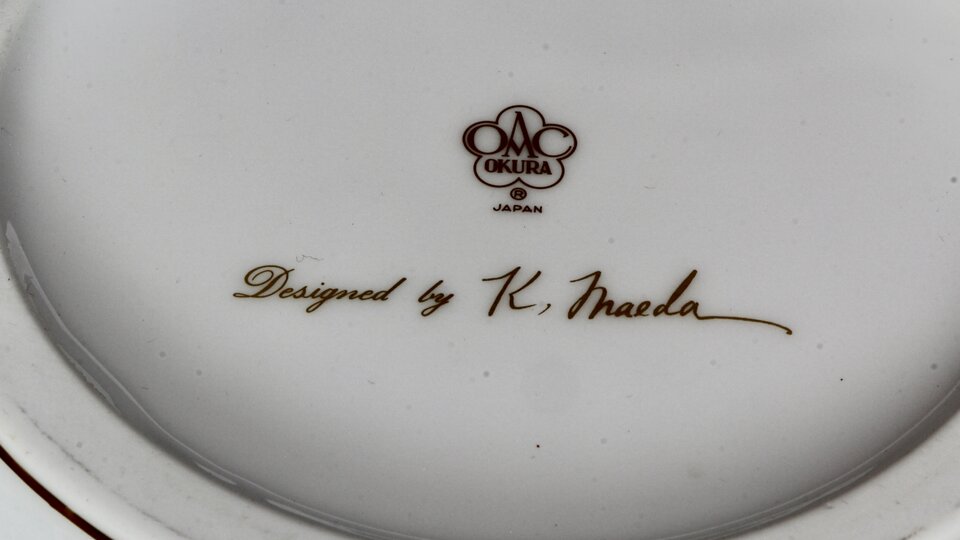 OAC
OKURA
®
JAPAN
Designed by K, Maeda